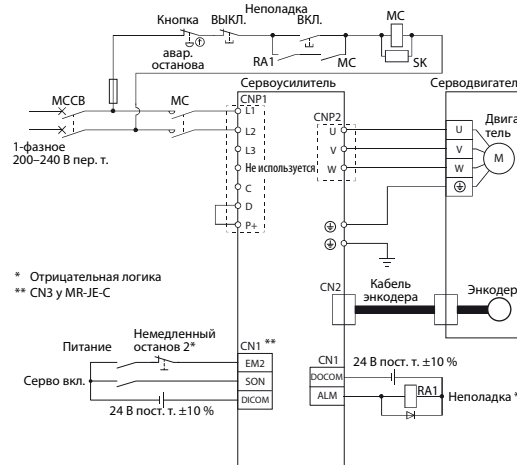 Неполадка
Кнопка ВЫКЛ. ВКЛ. MC
авар.
останова
RA1 MC SK
Сервоусилитель Серводвигател
MCCB MC CNP1
L1
L2
L3
1-фазное
200–240 В пер. т.
Не используется
C
D
P+
CNP2
U
V
W
U
V
W
Двига
тель
M
* Отрицательная логика
** CN3 у MR-JE-C
CN2 Кабель
энкодера
Энкодер
Питание Немедленный
останов 2*
CN1 **
EM2
Серво вкл. SON
DICOM
24 В пост. т. ±10 %
CN1 24 В пост. т. ±10 %
DOCOM
ALM RA1 Неполадка *